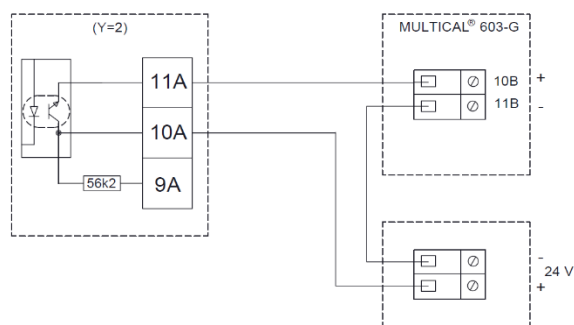 (Y=2)
11A
10A
56k2
9A
MULTICAL® 603-G
10B +
11B -
-
24 V
+